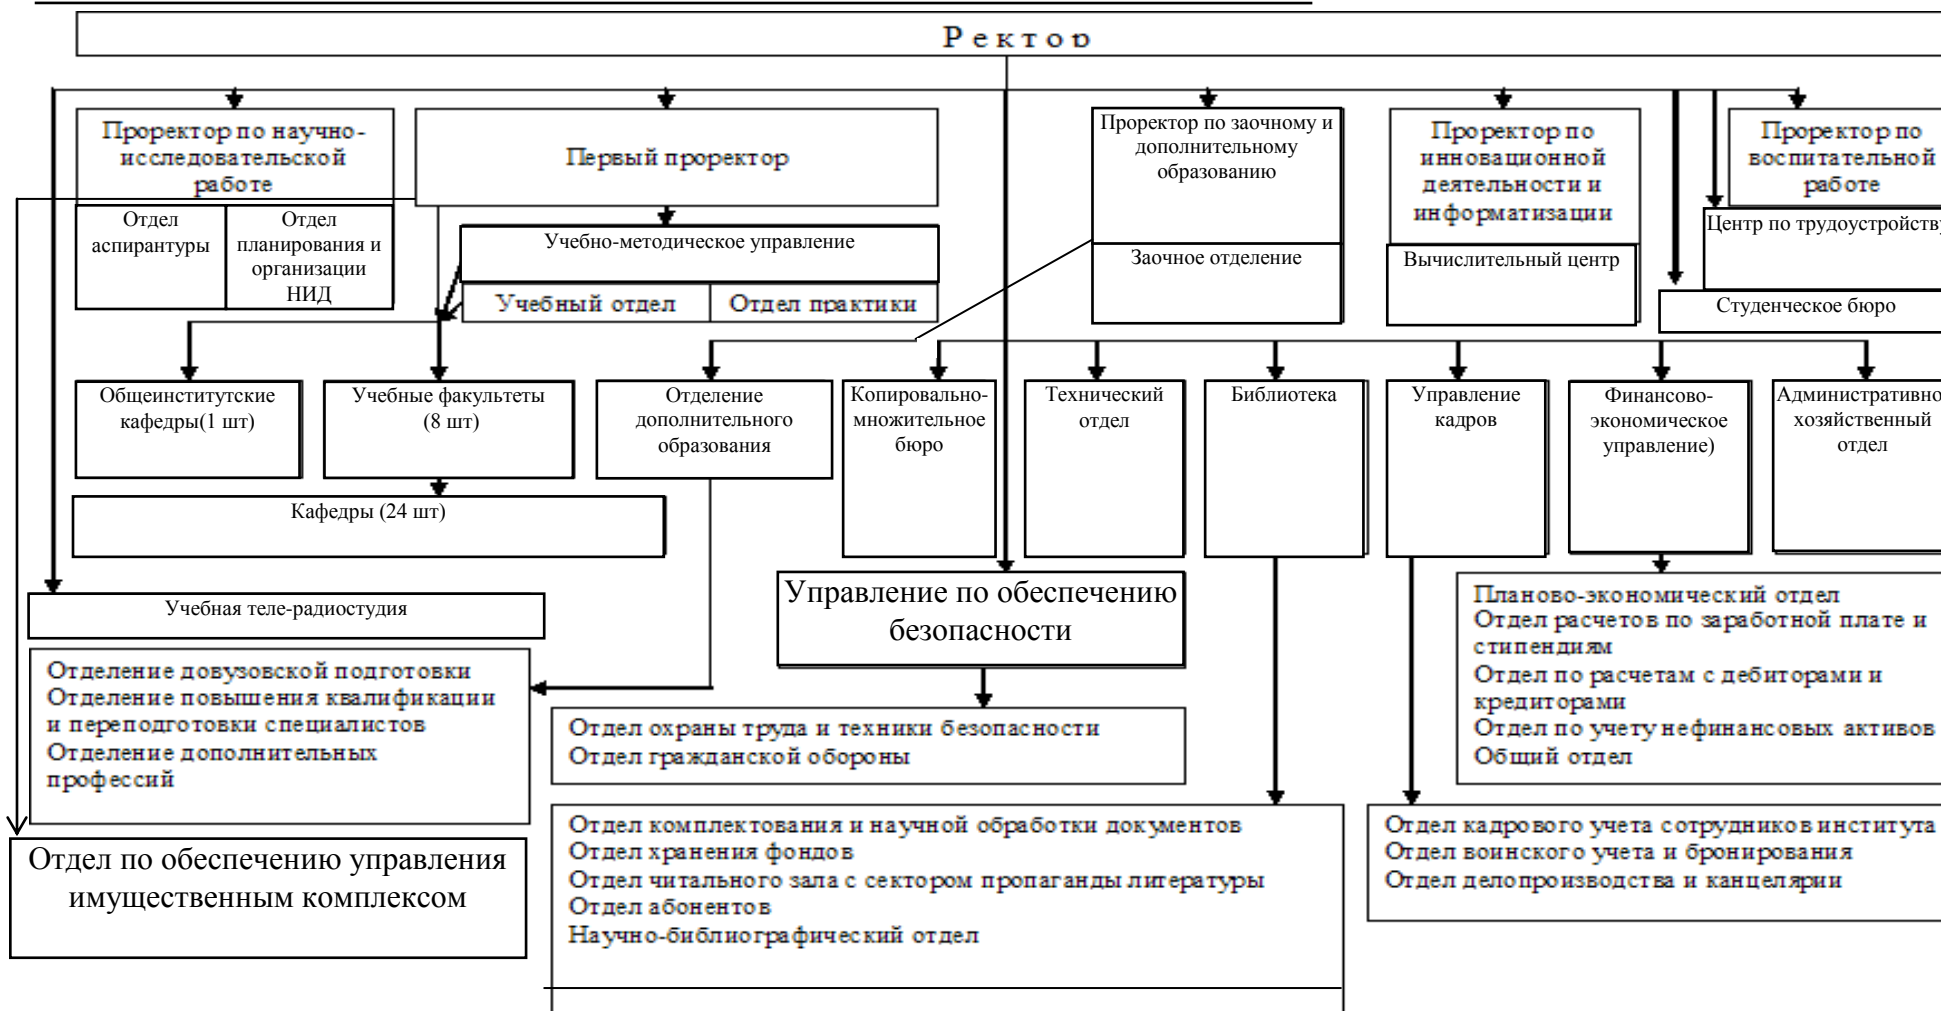 Ректор
Проректор по научно-
исследовательской
работе
Первый проректор
Проректор по заочному и
дополнительному
образованию
Проректор по
инновационной
деятельности и
информатизации
Проректор по
воспитательной
работе
Отдел
аспирантуры
Отдел
планирования и
организации
НИД
Учебно-методическое управление
Учебный отдел
Отдел практики
Заочное отделение
Вычислительный центр
Центр по трудоустройству
Студенческое бюро
Общеинститутские
кафедры(1 шт)
Учебные факультеты
(8 шт)
Отделение
дополнительного
образования
Копировально-
множительное
бюро
Технический
отдел
Библиотека
Управление
кадров
Финансово-
экономическое
управление)
Административно
хозяйственный
отдел
Кафедры (24 шт)
Учебная теле-радиостудия
Управление по обеспечению
безопасности
Планово-экономический отдел
Отдел расчетов по заработной плате и
стипендиям
Отдел по расчетам с дебиторами и
кредиторами
Отдел по учету нефинансовых активов
Общий отдел
Отделение довузовской подготовки
Отделение повышения квалификации
и переподготовки специалистов
Отделение дополнительных
профессий
Отдел охраны труда и техники безопасности
Отдел гражданской обороны
Отдел по обеспечению управления
имущественным комплексом
Отдел комплектования и научной обработки документов
Отдел хранения фондов
Отдел читального зала с сектором пропаганды литературы
Отдел абонентов
Научно-библиографический отдел
Отдел кадрового учета сотрудников института
Отдел воинского учета и бронирования
Отдел делопроизводства и канцелярии